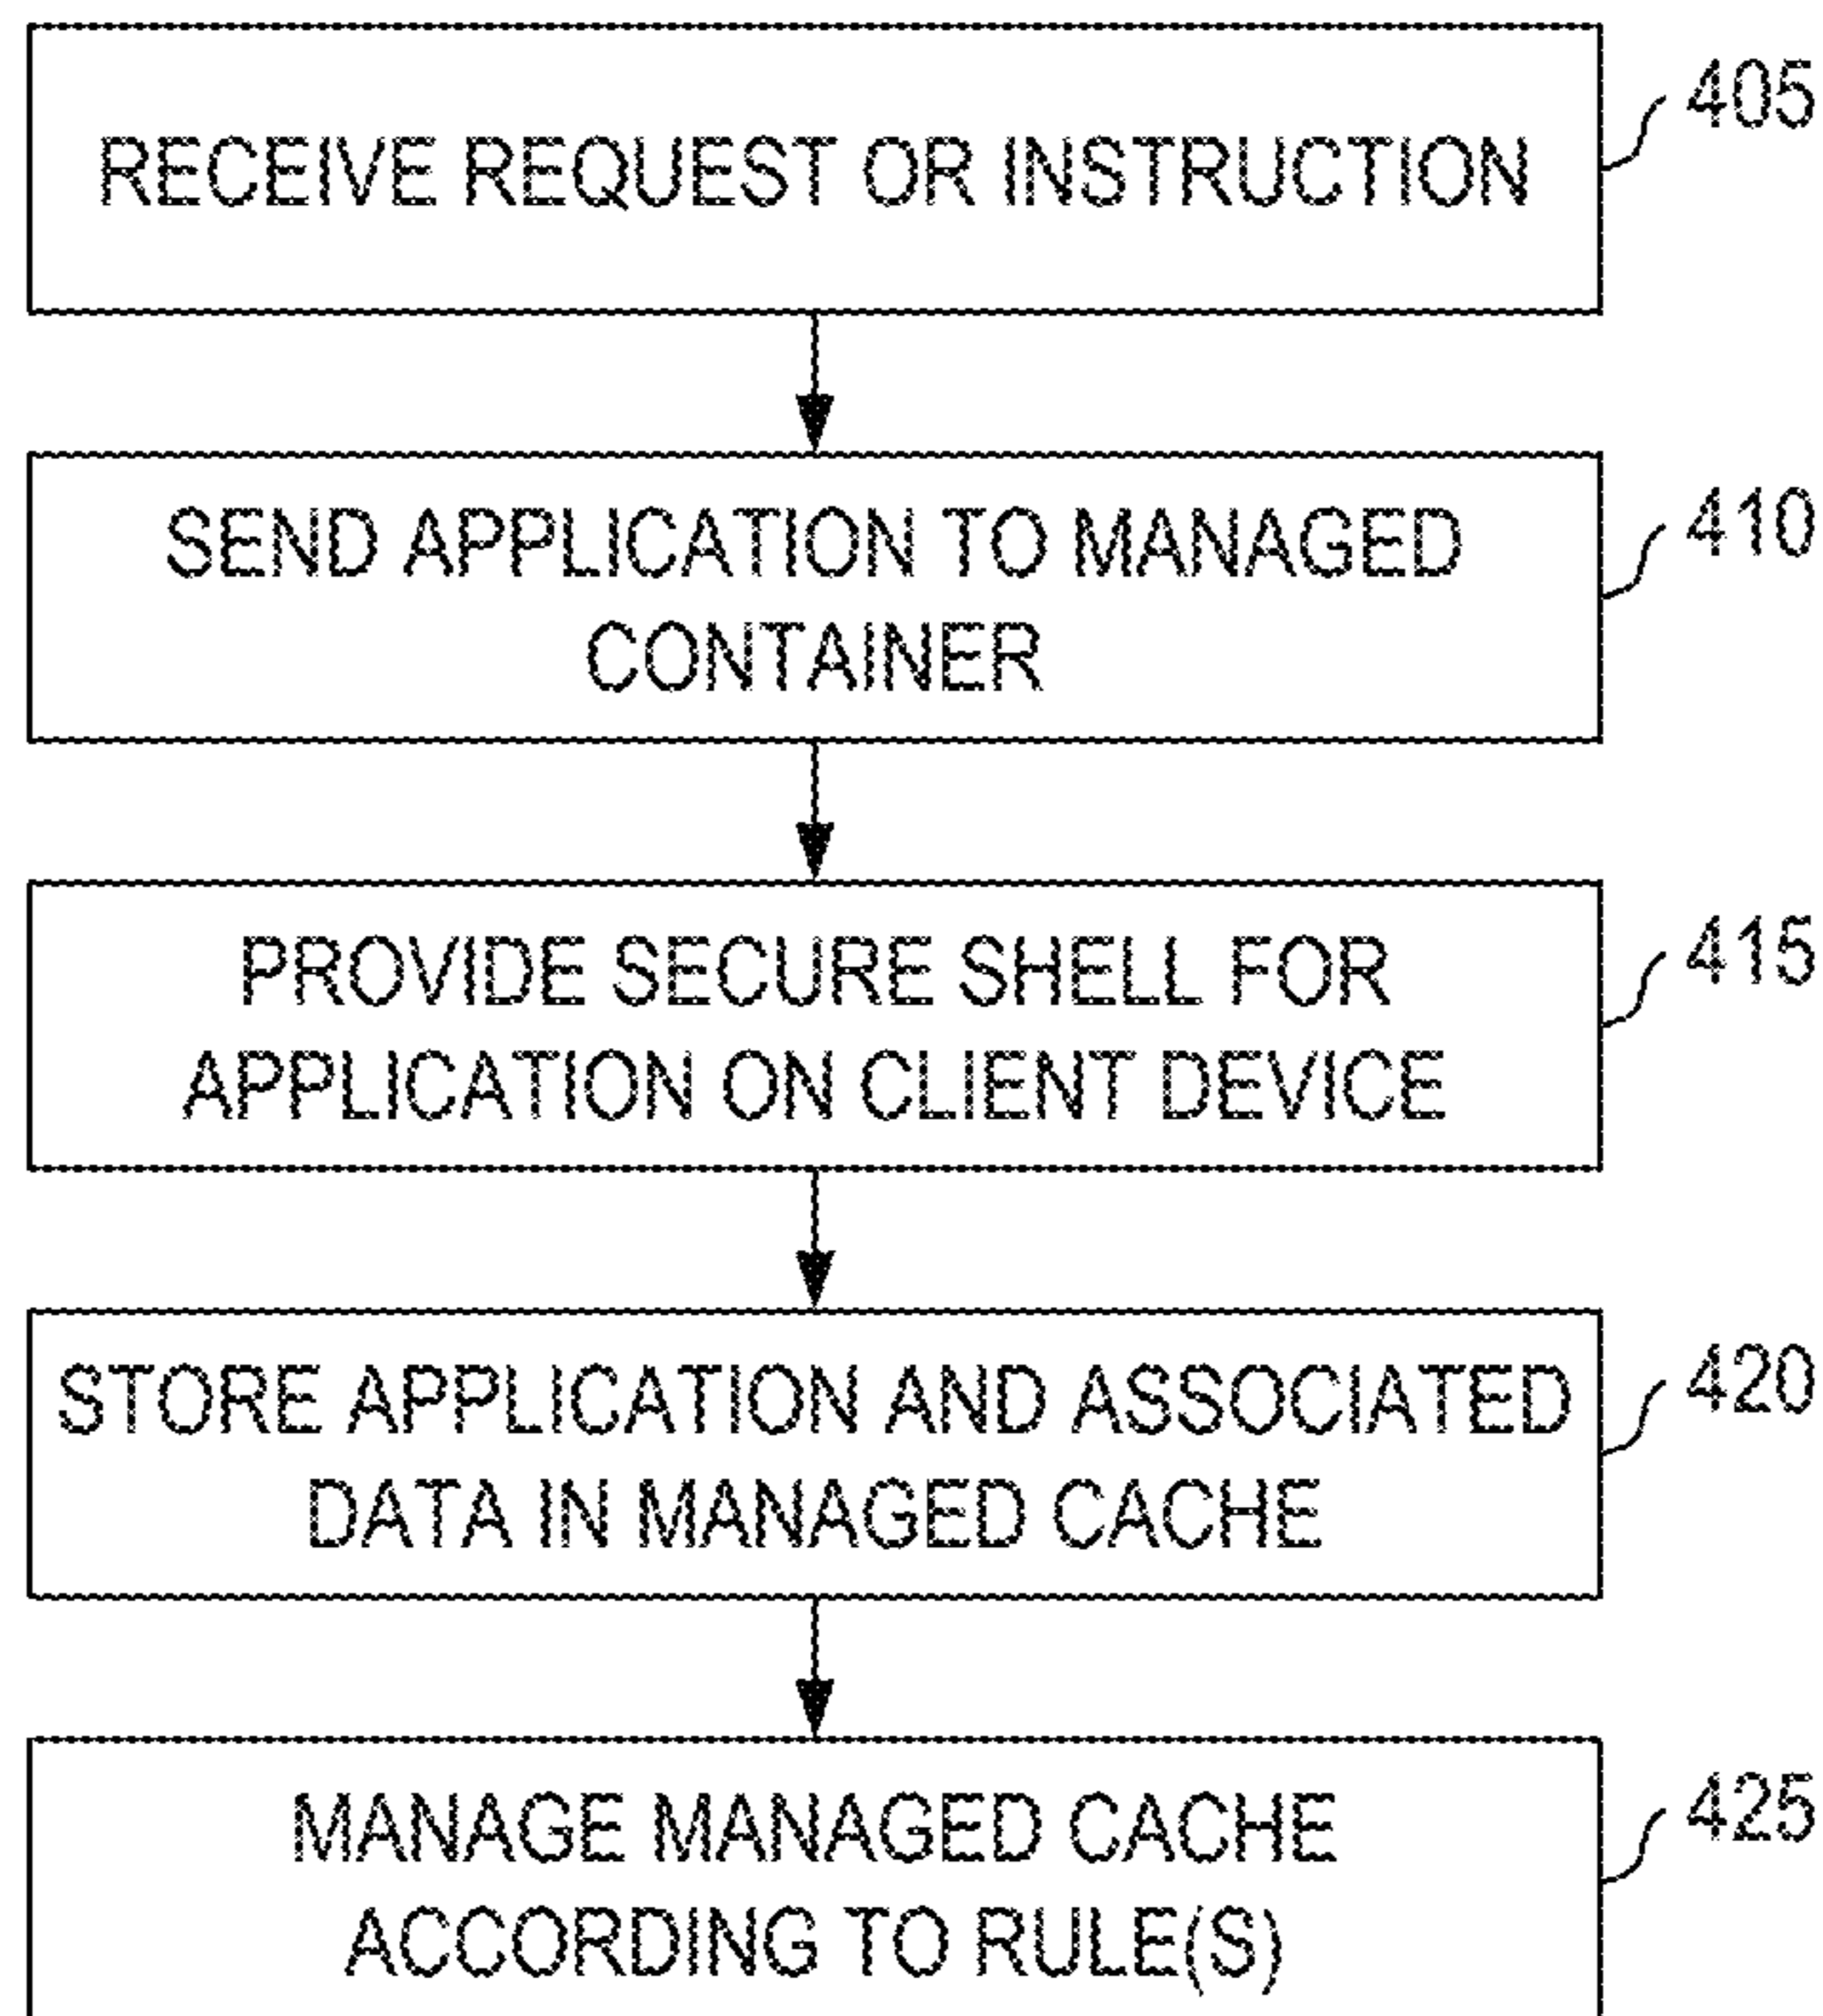 RECEIVE REQUEST OR INSTRUCTION
405
SEND APPLICATION TO MANAGED
CONTAINER
410
PROVIDE SECURE SHELL FOR
APPLICATION ON CLIENT DEVICE
415
STORE APPLICATION AND ASSOCIATED
DATA IN MANAGED CACHE
420
MANAGE MANAGED CACHE
ACCORDING TO RULE(S)
425